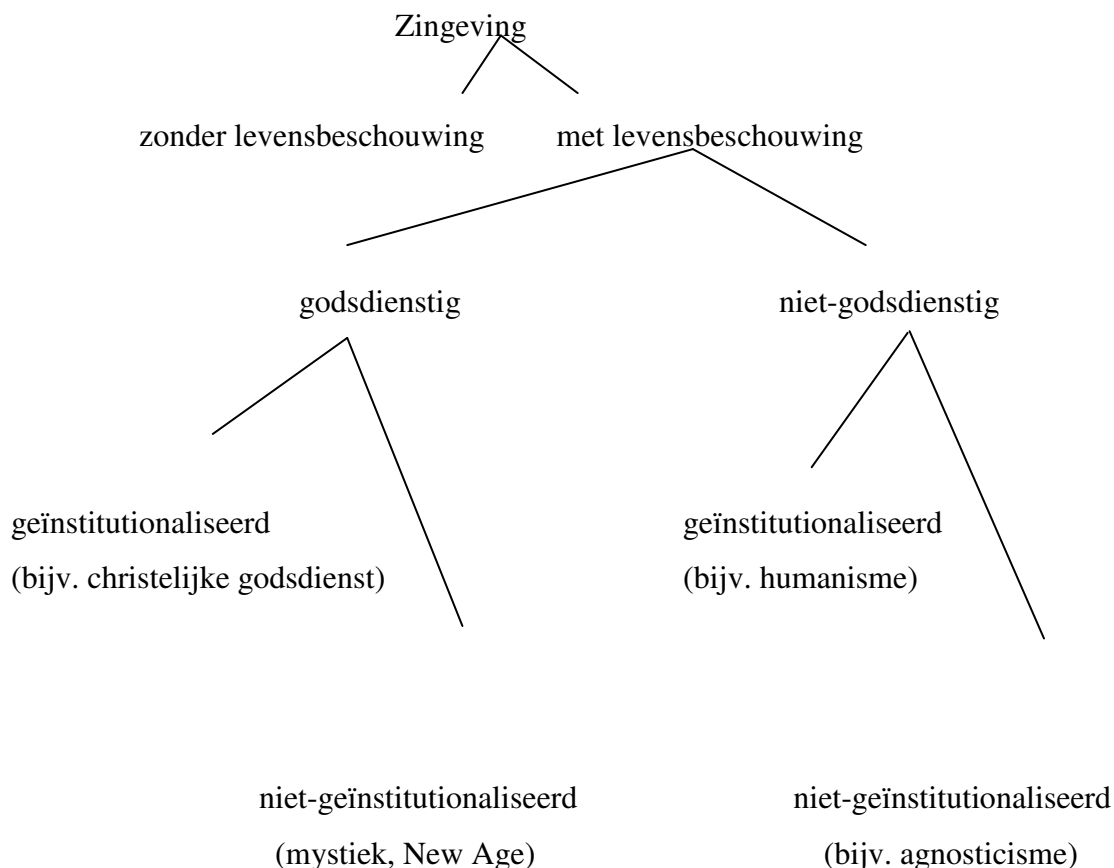 Zingeving
zonder levensbeschouwing
met levensbeschouwing
godsdienstig
niet-godsdienstig
geïnstitutionaliseerd
(bijv. christelijke godsdienst)
geïnstitutionaliseerd
(bijv. humanisme)
niet-geïnstitutionaliseerd
(mystiek, New Age)
niet-geïnstitutionaliseerd
(bijv. agnosticisme)